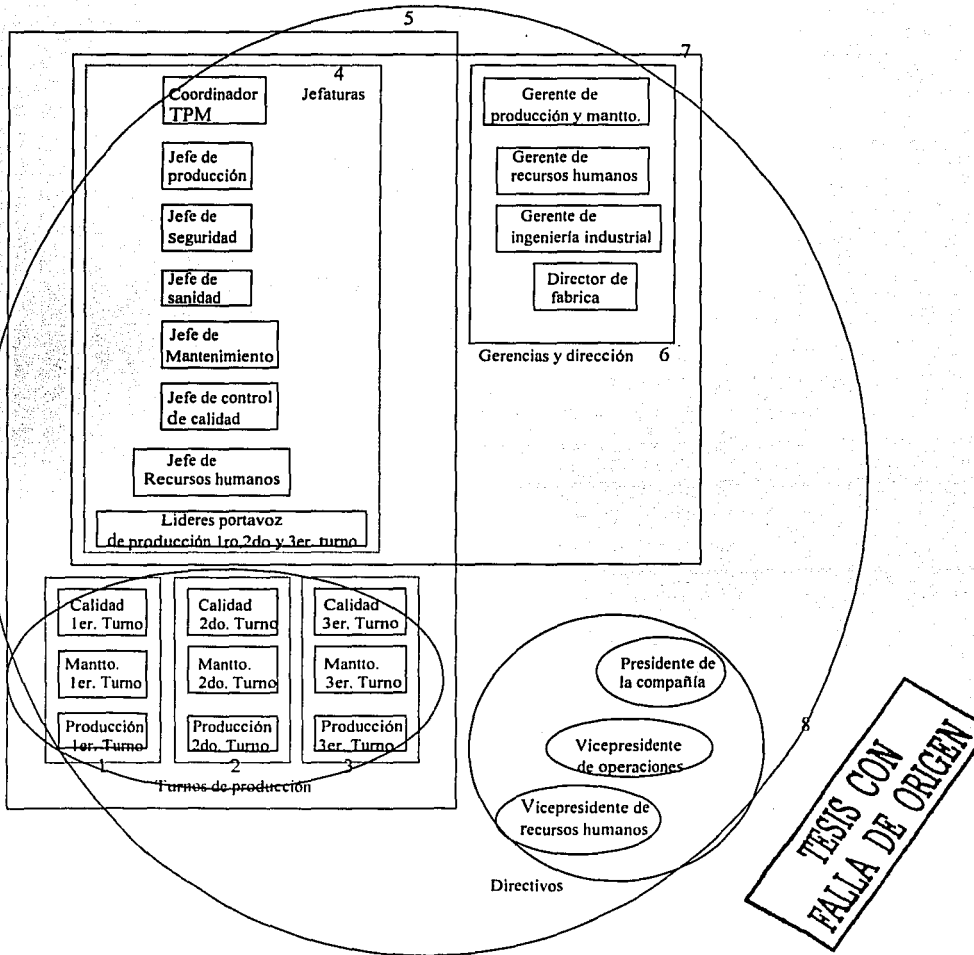 5
7
4
Jefaturas
Coordinador
TPM
Jefe de
producción
Jefe de
seguridad
Jefe de
sanidad
Jefe de
Mantenimiento
Jefe de control
de calidad
Jefe de
Recursos humanos
Lideres portavoz
de producción 1ro,2do y 3er. turno
Gerente de
producción y mantto.
Gerente de
recursos humanos
Gerente de
ingeniería industrial
Director de
fabrica
Gerencias y dirección 6
Calidad
1er. Turno
Mantto.
1er. Turno
Producción
1er. Turno
1
Calidad
2do. Turno
Mantto.
2do. Turno
Producción
2do. Turno
2
Calidad
3er. Turno
Mantto.
3er. Turno
Producción
3er. Turno
3
Turnos de producción
Presidente de
la compañía
Vicepresidente
de operaciones
Vicepresidente de
recursos humanos
Directivos
8
TESIS CON
FALLA DE ORIGEN